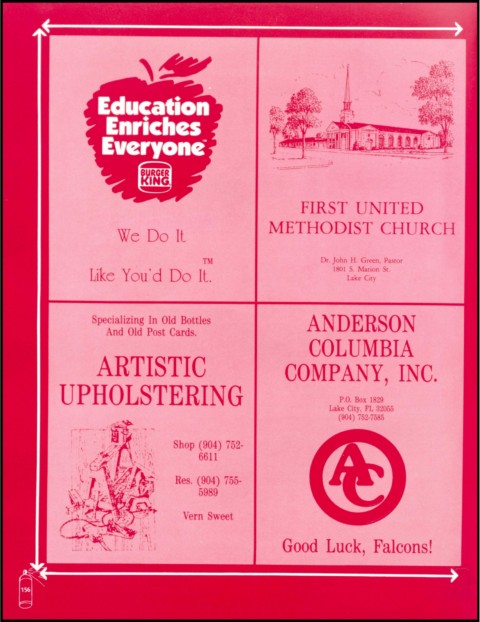 Education
Enriches
Everyone
BURGER
KING
We Do It
Like You'd Do It.™
FIRST UNITED
METHODIST CHURCH
Dr. John H. Green, Pastor
1801 S. Marion St.
Lake City
Specializing In Old Bottles
And Old Post Cards.
ARTISTIC
UPHOLSTERING
Shop (904) 752-
6611
Res. (904) 755-
5989
Vern Sweet
ANDERSON
COLUMBIA
COMPANY, INC.
P.O. Box 1829
Lake City, FL 32055
(904) 752-7585
AC
Good Luck, Falcons!
156